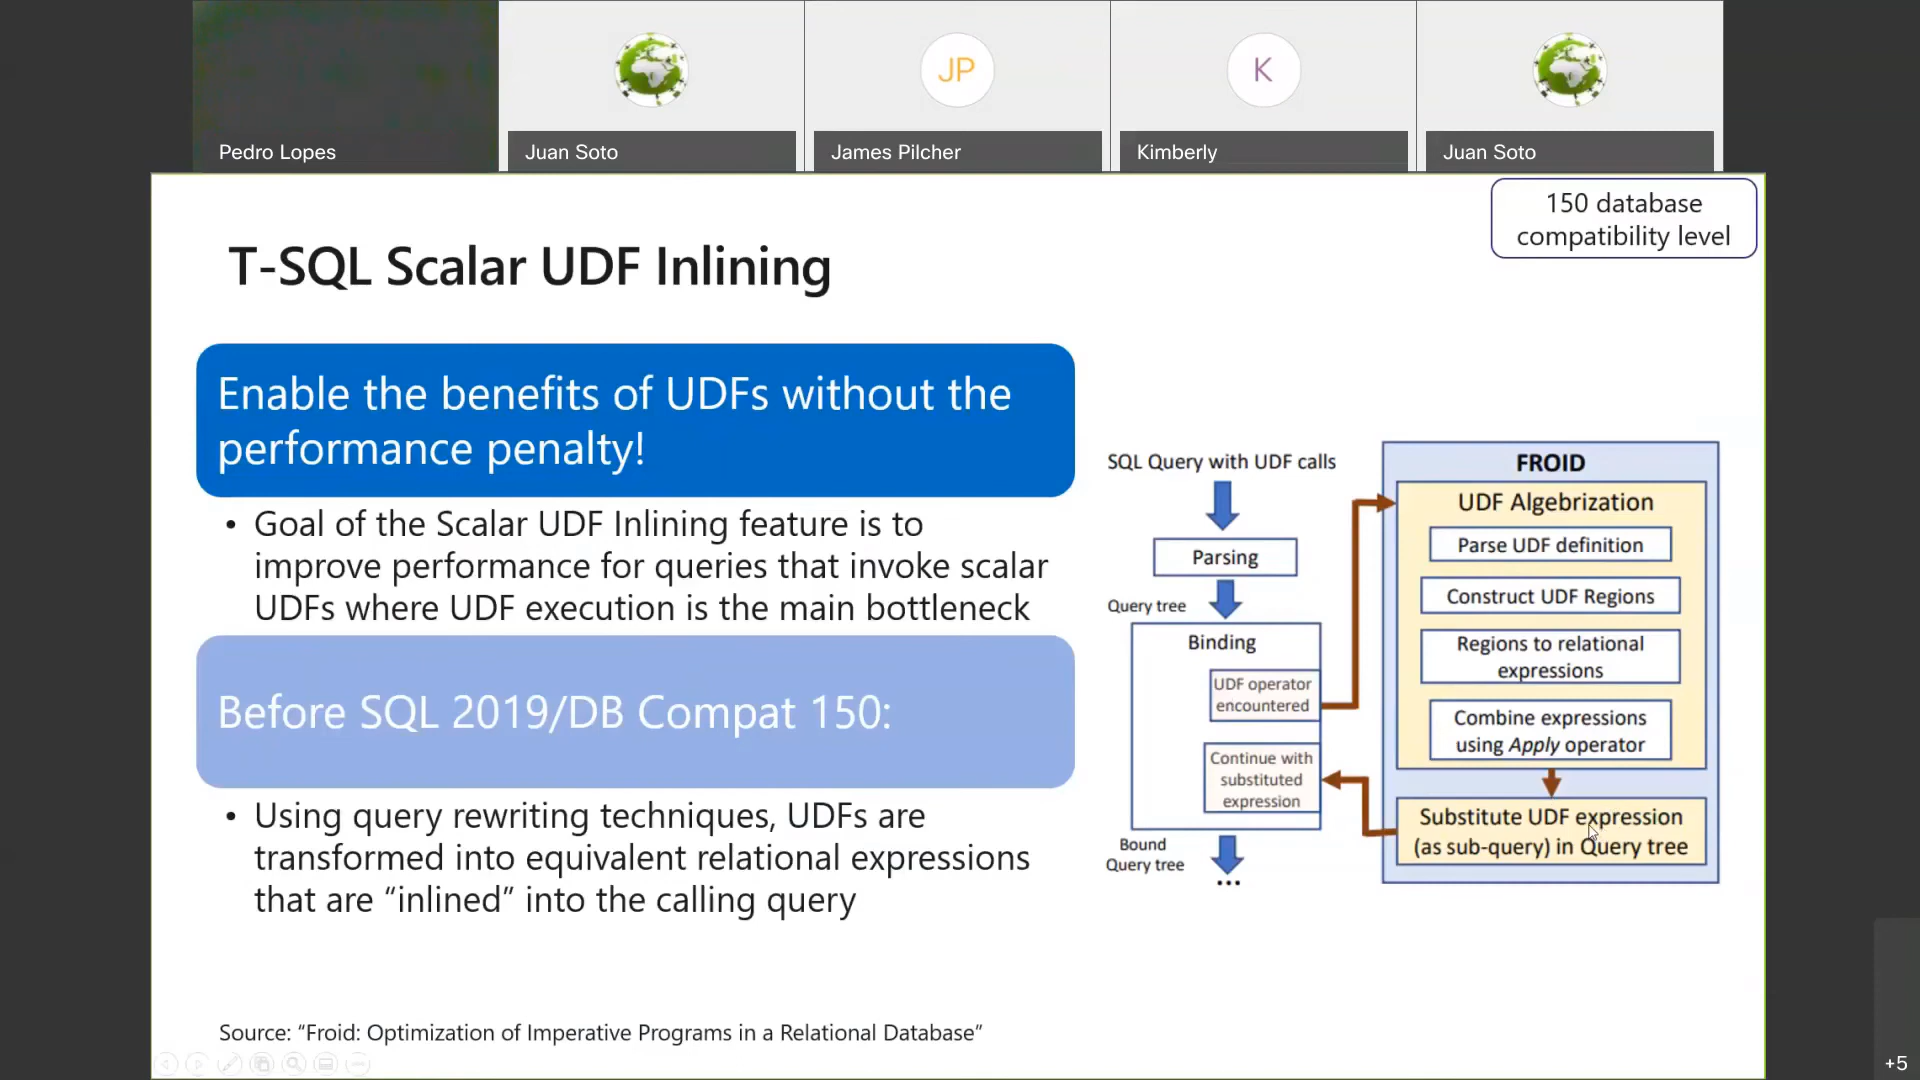 JP
K
Pedro Lopes
Juan Soto
James Pilcher
Kimberly
Juan Soto
150 database
compatibility level
T-SQL Scalar UDF Inlining
Enable the benefits of UDFs without the
performance penalty!
• Goal of the Scalar UDF Inlining feature is to
improve performance for queries that invoke scalar
UDFs where UDF execution is the main bottleneck
Before SQL 2019/DB Compat 150:
• Using query rewriting techniques, UDFs are
transformed into equivalent relational expressions
that are “inlined” into the calling query
SQL Query with UDF calls
Parsing
Query tree
Binding
UDF operator
encountered
Continue with
substituted
expression
Bound
Query tree
...
FROID
UDF Algebrization
Parse UDF definition
Construct UDF Regions
Regions to relational
expressions
Combine expressions
using Apply operator
Substitute UDF expression
(as sub-query) in Query tree
Source: “Froid: Optimization of Imperative Programs in a Relational Database”
+5